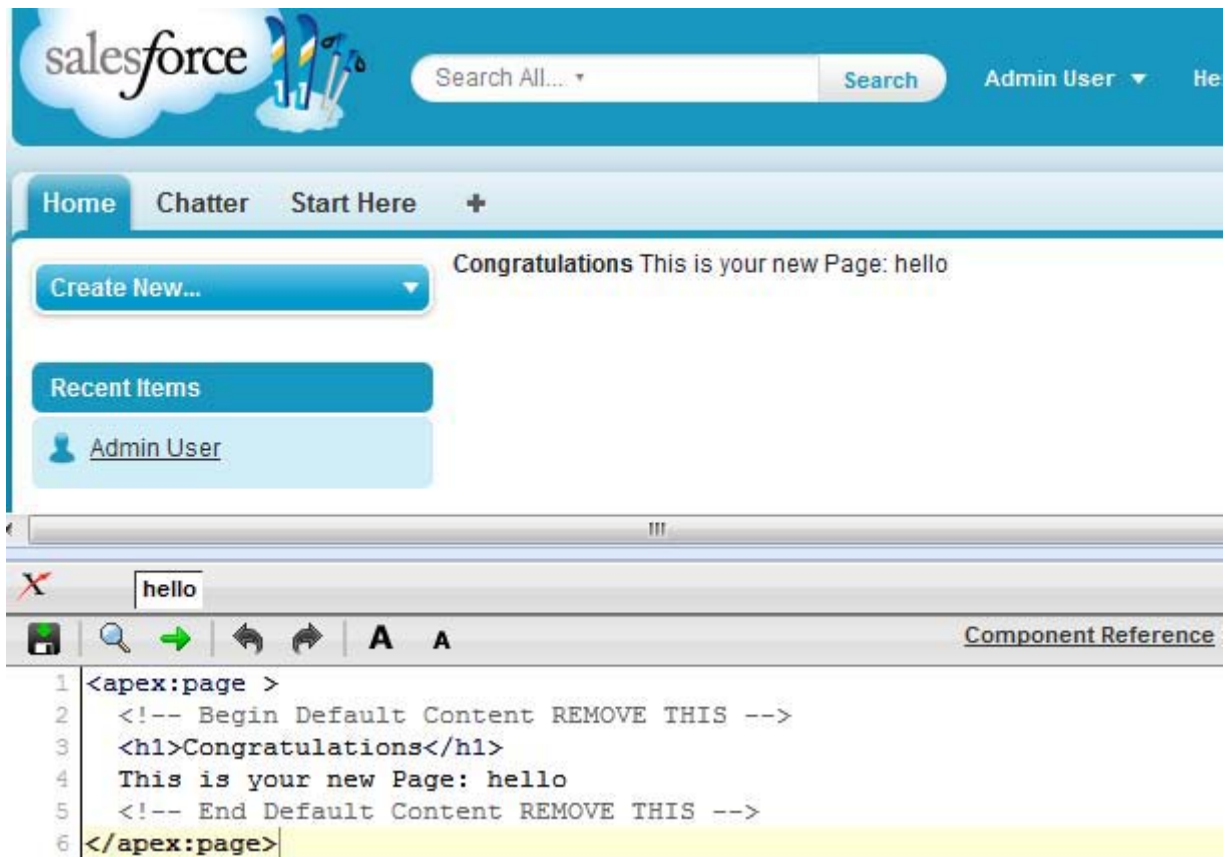 salesforce
11
Search All...
Search
Admin User
He
Home Chatter Start Here +
Create New...
Congratulations This is your new Page: hello
Recent Items
Admin User
hello
A A
Component Reference
1 <apex:page >
2 <!-- Begin Default Content REMOVE THIS -->
3 <h1>Congratulations</h1>
4 This is your new Page: hello
5 <!-- End Default Content REMOVE THIS -->
6 </apex:page>